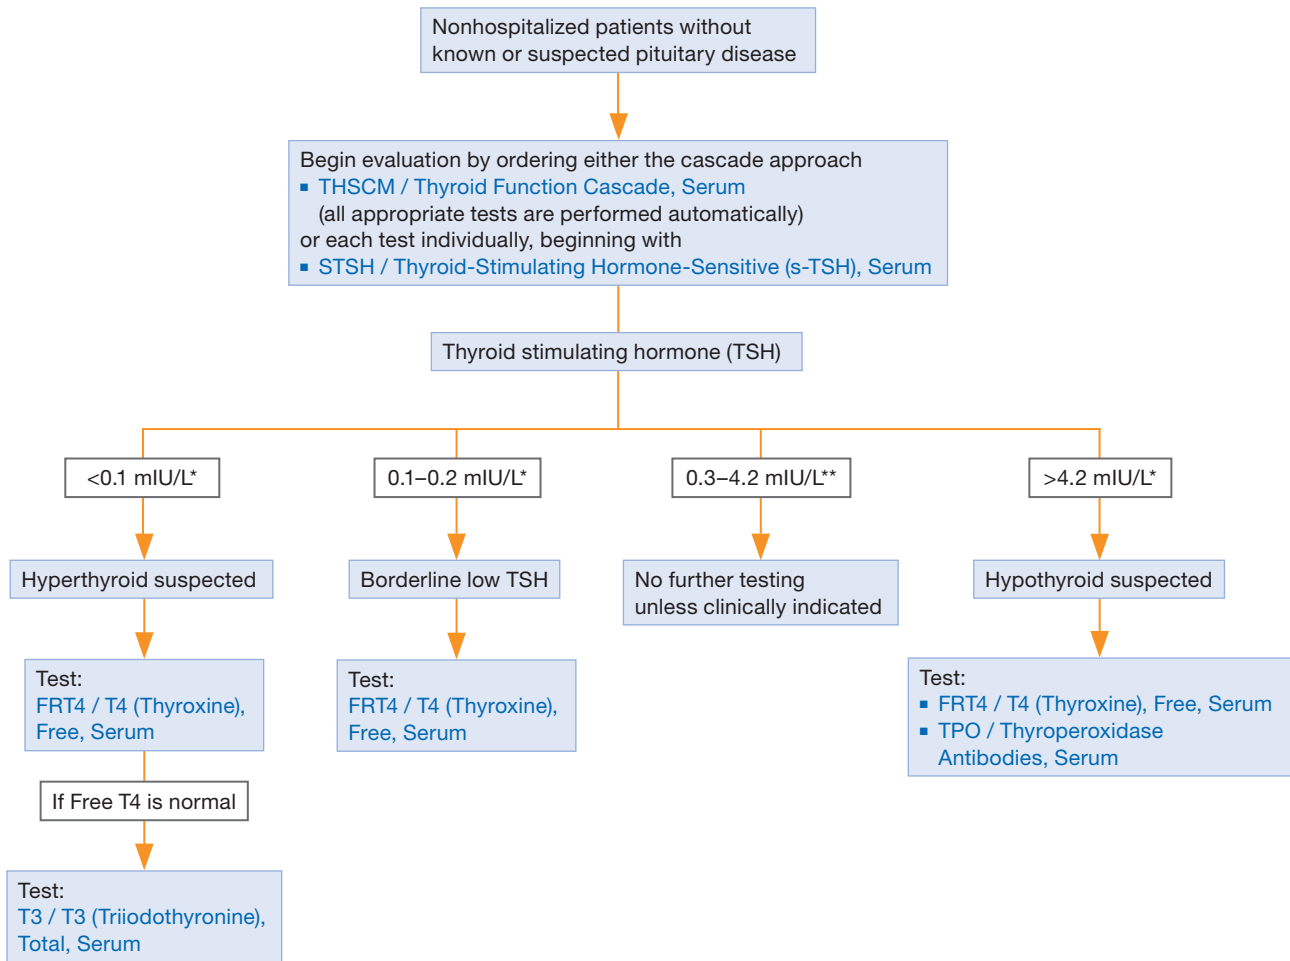 Nonhospitalized patients without
known or suspected pituitary disease
Begin evaluation by ordering either the cascade approach
▪ THSCM / Thyroid Function Cascade, Serum
(all appropriate tests are performed automatically)
or each test individually, beginning with
▪ STSH / Thyroid-Stimulating Hormone-Sensitive (s-TSH), Serum
Thyroid stimulating hormone (TSH)
<0.1 mIU/L*
0.1–0.2 mIU/L*
0.3–4.2 mIU/L**
>4.2 mIU/L*
Hyperthyroid suspected
Borderline low TSH
No further testing
unless clinically indicated
Hypothyroid suspected
Test:
FRT4 / T4 (Thyroxine),
Free, Serum
Test:
FRT4 / T4 (Thyroxine),
Free, Serum
Test:
▪ FRT4 / T4 (Thyroxine), Free, Serum
▪ TPO / Thyroperoxidase
Antibodies, Serum
If Free T4 is normal
Test:
T3 / T3 (Triiodothyronine),
Total, Serum